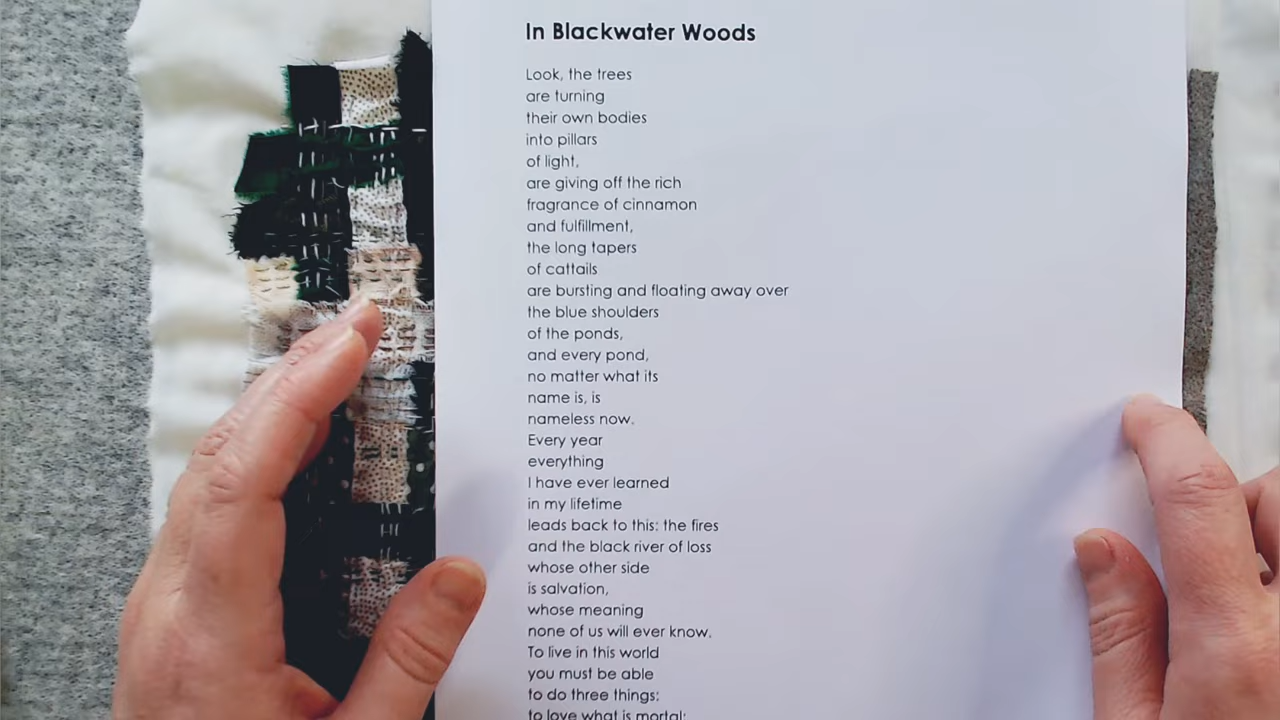 In Blackwater Woods
Look, the trees
are turning
their own bodies
into pillars
of light,
are giving off the rich
fragrance of cinnamon
and fulfillment,
the long tapers
of cattails
are bursting and floating away over
the blue shoulders
of the ponds,
and every pond,
no matter what its
name is, is
nameless now.
Every year
everything
I have ever learned
in my lifetime
leads back to this: the fires
and the black river of loss
whose other side
is salvation,
whose meaning
none of us will ever know.
To live in this world
you must be able
to do three things:
to love what is mortal;